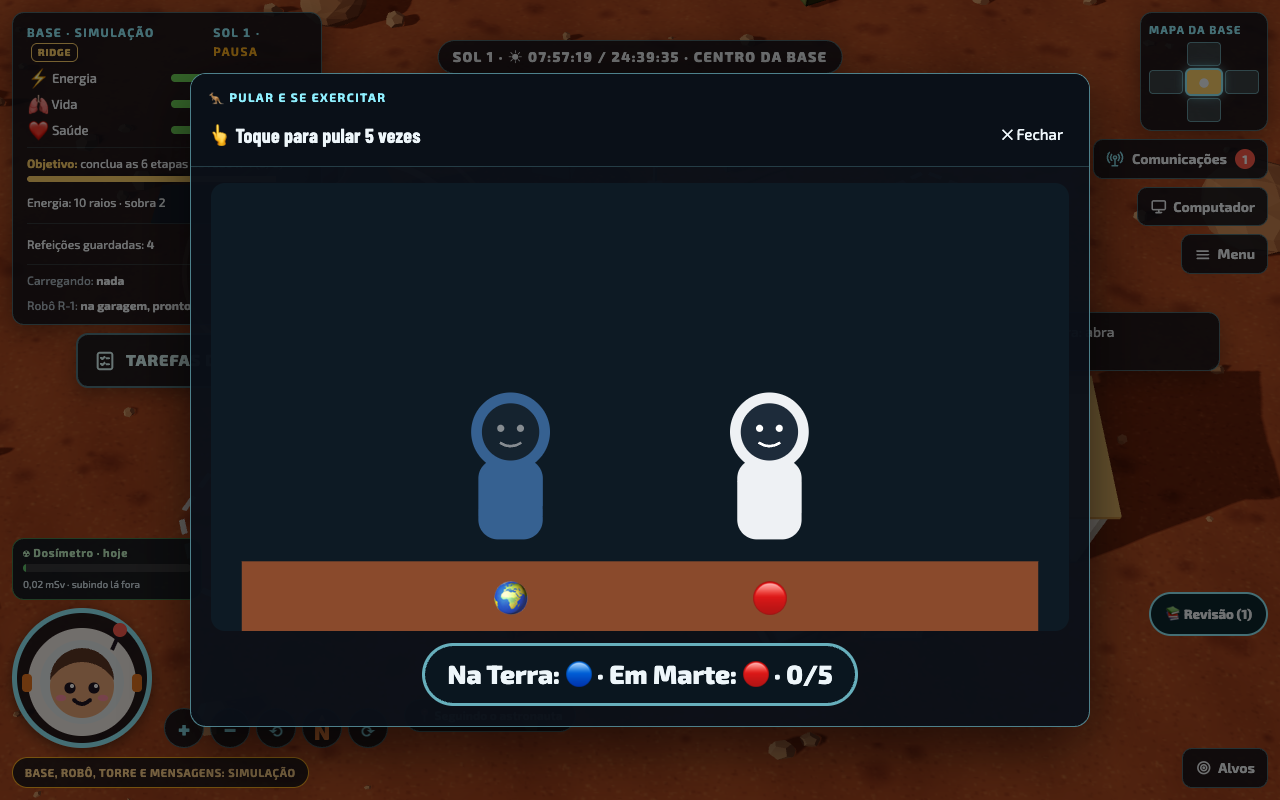 BASE · SIMULAÇÃO
RIDGE
SOL 1 ·
PAUSA
Energia
Vida
Saúde
Objetivo: conclua as 6 etapas
Energia: 10 raios · sobra 2
Refeições guardadas: 4
Carregando: nada
Robô R-1: na garagem, pronto
TAREFAS
SOL 1 · ☀ 07:57:19 / 24:39:35 · CENTRO DA BASE
PULAR E SE EXERCITAR
Toque para pular 5 vezes
Fechar
Na Terra: 🔵 · Em Marte: 🔴 · 0/5
MAPA DA BASE
Comunicações 1
Computador
Menu
Dosímetro · hoje
0,02 mSv · subindo lá fora
N
BASE, ROBÔ, TORRE E MENSAGENS: SIMULAÇÃO
Revisão (1)
Alvos